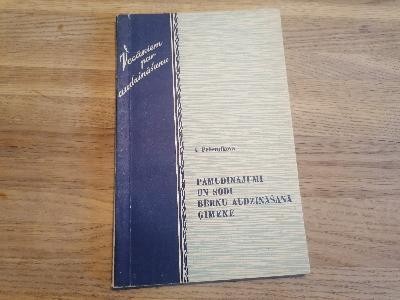 Vecākiem
par
audzināšanu
PAMUDINĀJUMI
UN SODI
BĒRNU AUDZINĀŠANĀ
ĢIMENĒ